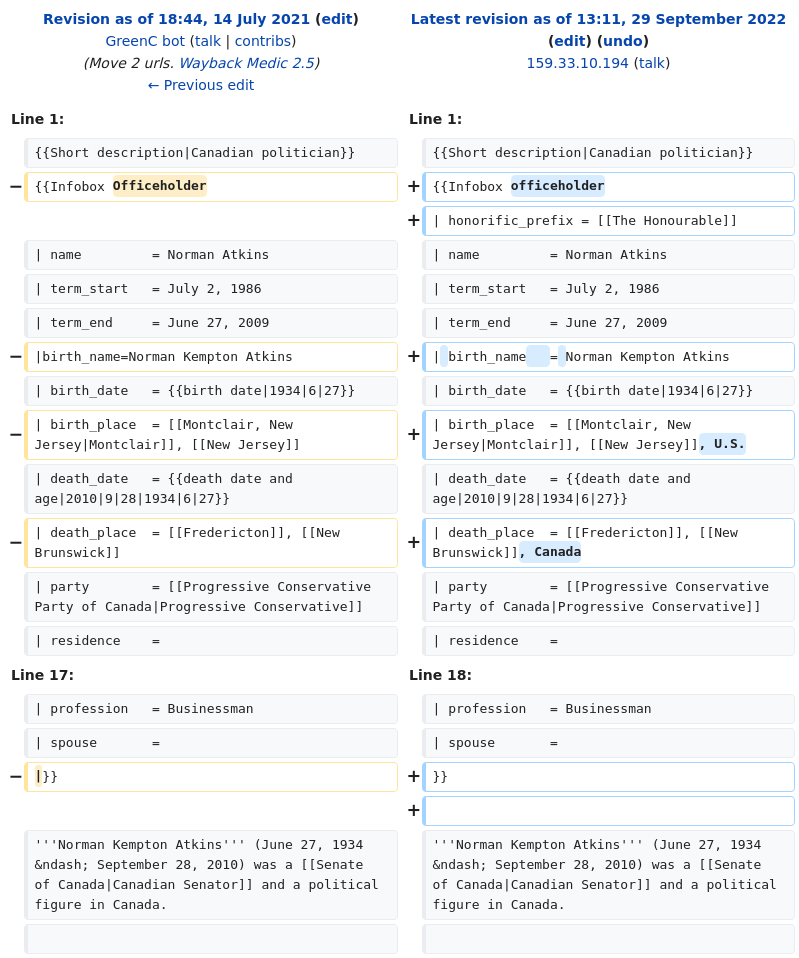 Revision as of 18:44, 14 July 2021 (edit)
GreenC bot (talk | contribs)
(Move 2 urls. Wayback Medic 2.5)
← Previous edit
Latest revision as of 13:11, 29 September 2022
(edit) (undo)
159.33.10.194 (talk)
Line 1:
Line 1:
{{Short description|Canadian politician}}
{{Short description|Canadian politician}}
− {{Infobox Officeholder
+ {{Infobox officeholder
+ | honorific_prefix = [[The Honourable]]
| name         = Norman Atkins
| name         = Norman Atkins
| term_start   = July 2, 1986
| term_start   = July 2, 1986
| term_end     = June 27, 2009
| term_end     = June 27, 2009
− |birth_name=Norman Kempton Atkins
+ | birth_name   = Norman Kempton Atkins
| birth_date   = {{birth date|1934|6|27}}
| birth_date   = {{birth date|1934|6|27}}
− | birth_place  = [[Montclair, New
Jersey|Montclair]], [[New Jersey]]
+ | birth_place  = [[Montclair, New
Jersey|Montclair]], [[New Jersey]], U.S.
| death_date   = {{death date and
age|2010|9|28|1934|6|27}}
| death_date   = {{death date and
age|2010|9|28|1934|6|27}}
− | death_place  = [[Fredericton]], [[New
Brunswick]]
+ | death_place  = [[Fredericton]], [[New
Brunswick]], Canada
| party        = [[Progressive Conservative
Party of Canada|Progressive Conservative]]
| party        = [[Progressive Conservative
Party of Canada|Progressive Conservative]]
| residence    =
| residence    =
Line 17:
Line 18:
| profession   = Businessman
| profession   = Businessman
| spouse       =
| spouse       =
− |}}
+ }}
+
'''Norman Kempton Atkins''' (June 27, 1934
&ndash; September 28, 2010) was a [[Senate
of Canada|Canadian Senator]] and a political
figure in Canada.
'''Norman Kempton Atkins''' (June 27, 1934
&ndash; September 28, 2010) was a [[Senate
of Canada|Canadian Senator]] and a political
figure in Canada.